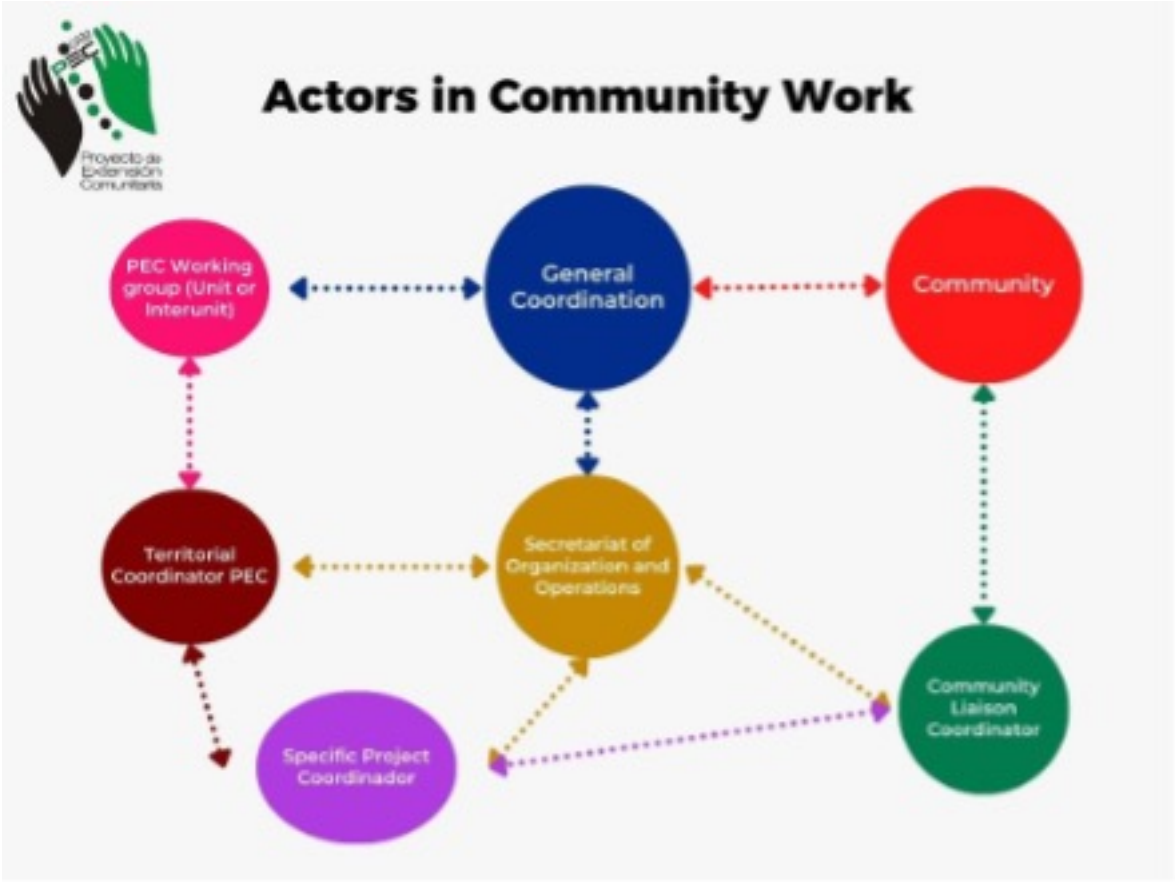 PEC
Proyecto de
Extensión
Comunitaria
Actors in Community Work
PEC Working
group (Unit or
Interunit)
General
Coordination
Community
Territorial
Coordinator PEC
Secretariat of
Organization and
Operations
Community
Liaison
Coordinator
Specific Project
Coordinador